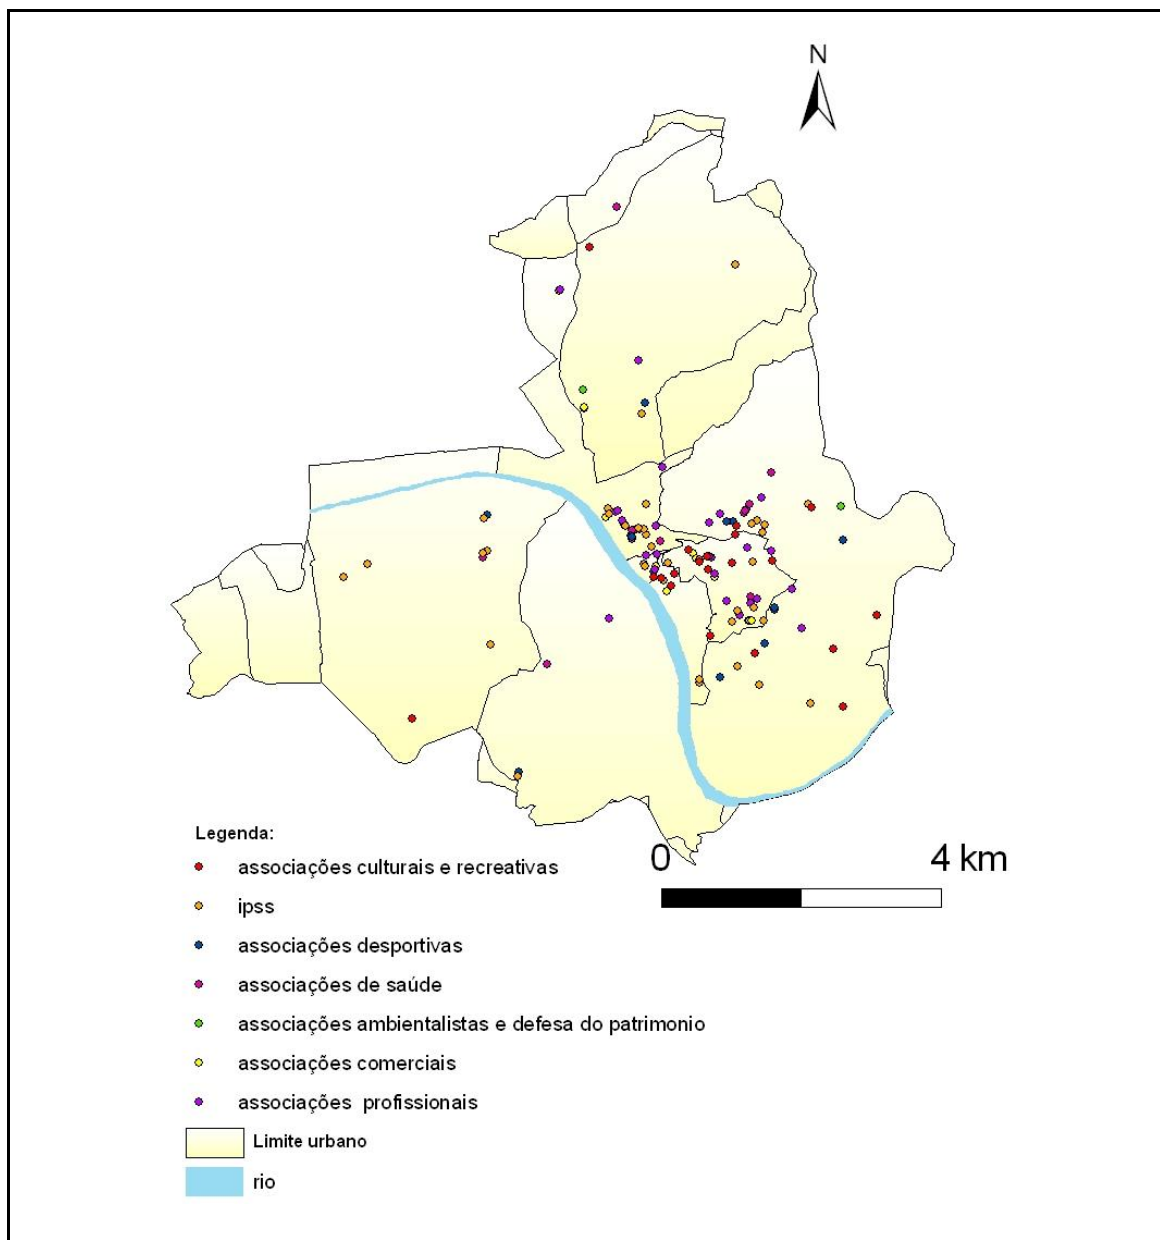 N
Legenda:
0 4 km
associações culturais e recreativas
ipss
associações desportivas
associações de saúde
associações ambientalistas e defesa do patrimonio
associações comerciais
associações profissionais
Limite urbano
rio